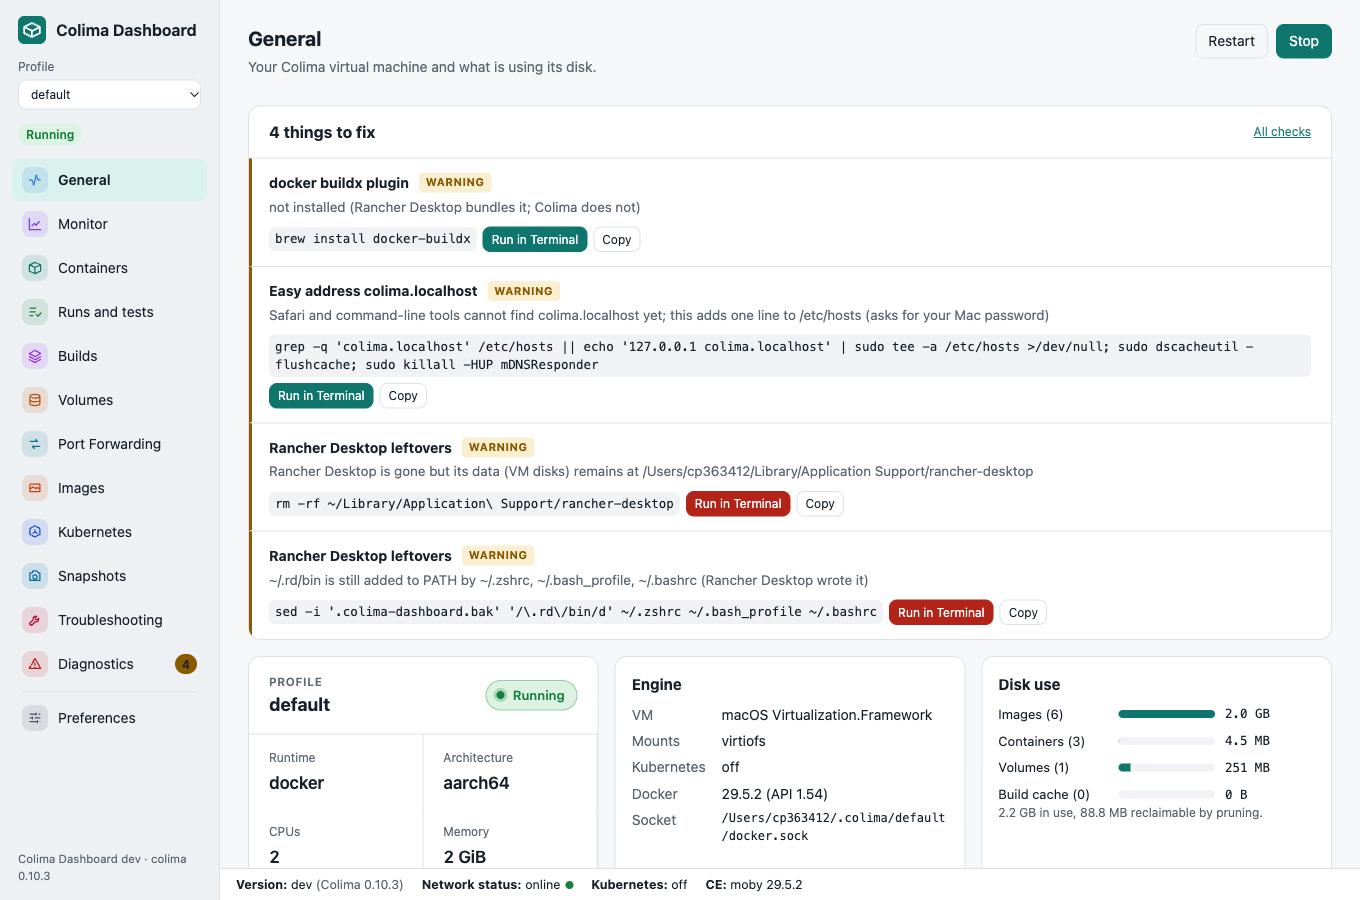 Colima Dashboard
Profile
default
Running
General
Monitor
Containers
Runs and tests
Builds
Volumes
Port Forwarding
Images
Kubernetes
Snapshots
Troubleshooting
Diagnostics 4
Preferences
Colima Dashboard dev · colima
0.10.3
General
Your Colima virtual machine and what is using its disk.
Restart Stop
4 things to fix All checks
docker buildx plugin WARNING
not installed (Rancher Desktop bundles it; Colima does not)
brew install docker-buildx Run in Terminal Copy
Easy address colima.localhost WARNING
Safari and command-line tools cannot find colima.localhost yet; this adds one line to /etc/hosts (asks for your Mac password)
grep -q 'colima.localhost' /etc/hosts || echo '127.0.0.1 colima.localhost' | sudo tee -a /etc/hosts >/dev/null; sudo dscacheutil -
flushcache; sudo killall -HUP mDNSResponder
Run in Terminal Copy
Rancher Desktop leftovers WARNING
Rancher Desktop is gone but its data (VM disks) remains at /Users/cp363412/Library/Application Support/rancher-desktop
rm -rf ~/Library/Application\ Support/rancher-desktop Run in Terminal Copy
Rancher Desktop leftovers WARNING
~/.rd/bin is still added to PATH by ~/.zshrc, ~/.bash_profile, ~/.bashrc (Rancher Desktop wrote it)
sed -i '.colima-dashboard.bak' '/\.rd\/bin/d' ~/.zshrc ~/.bash_profile ~/.bashrc Run in Terminal Copy
PROFILE
default
Running
Runtime
docker
Architecture
aarch64
CPUs
2
Memory
2 GiB
Engine
VM macOS Virtualization.Framework
Mounts virtiofs
Kubernetes off
Docker 29.5.2 (API 1.54)
Socket /Users/cp363412/.colima/default
/docker.sock
Disk use
Images (6) 2.0 GB
Containers (3) 4.5 MB
Volumes (1) 251 MB
Build cache (0) 0 B
2.2 GB in use, 88.8 MB reclaimable by pruning.
Version: dev (Colima 0.10.3) Network status: online Kubernetes: off CE: moby 29.5.2